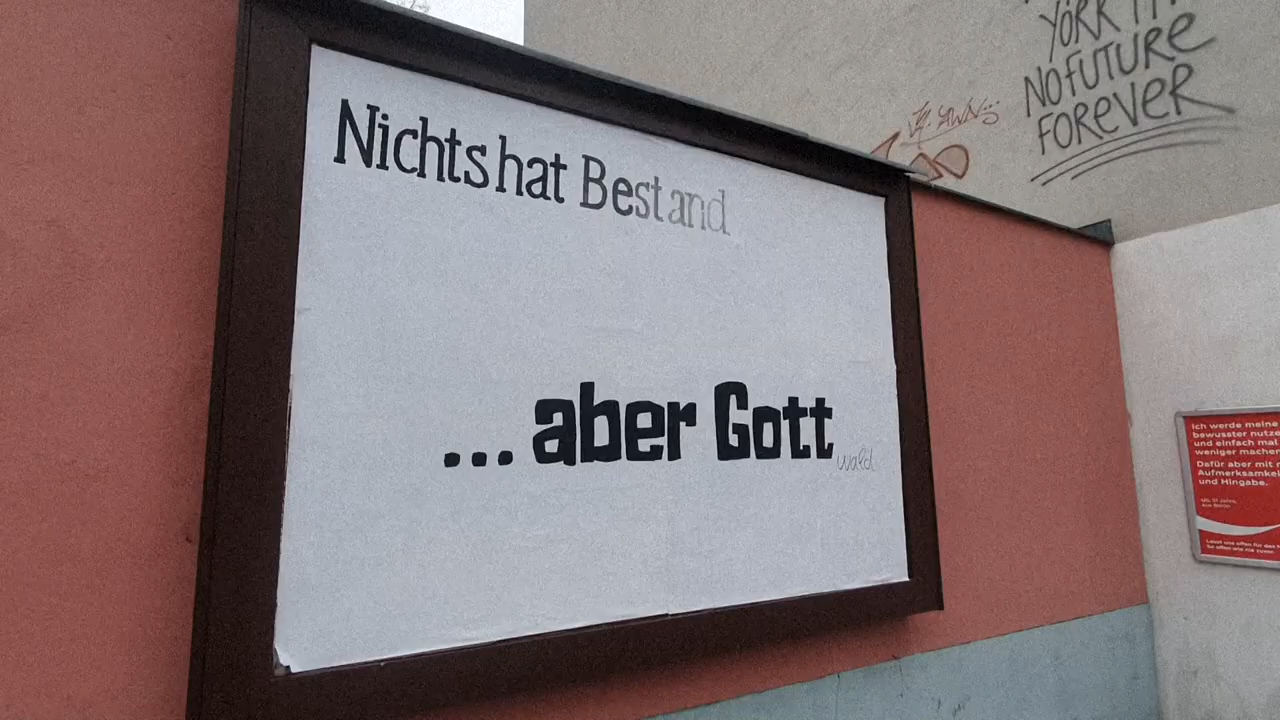 Nichts hat Bestand
... aber Gott
wald
YORK
NO FUTURE
FOREVER
Ich werde meine
bewusster nutze
und einfach mal
weniger machen
Dafür aber mit
Aufmerksamkei
und Hingabe.